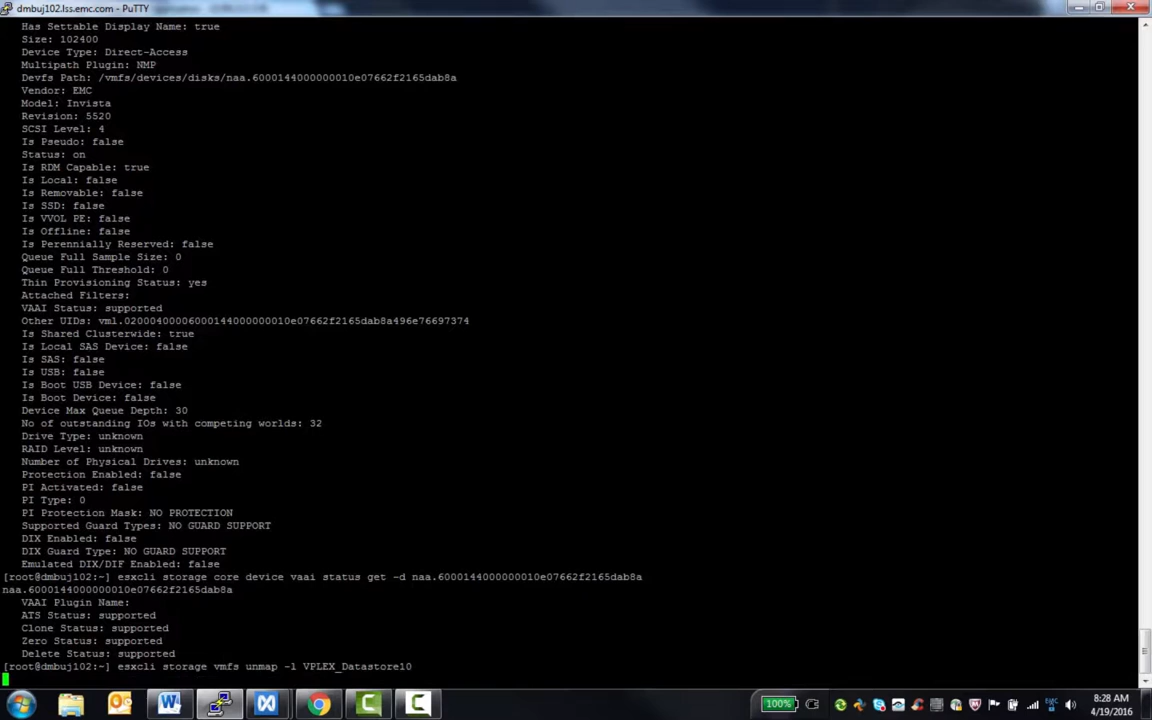 dmbuj102.lss.emc.com - PuTTY
Has Settable Display Name: true
Size: 102400
Device Type: Direct-Access
Multipath Plugin: NMP
Devfs Path: /vmfs/devices/disks/naa.6000144000000010e07662f2165dab8a
Vendor: EMC
Model: Invista
Revision: 5520
SCSI Level: 4
Is Pseudo: false
Status: on
Is RDM Capable: true
Is Local: false
Is Removable: false
Is SSD: false
Is VVOL PE: false
Is Offline: false
Is Perennially Reserved: false
Queue Full Sample Size: 0
Queue Full Threshold: 0
Thin Provisioning Status: yes
Attached Filters:
VAAI Status: supported
Other UIDs: vml.02000400006000144000000010e07662f2165dab8a496e76697374
Is Shared Clusterwide: true
Is Local SAS Device: false
Is SAS: false
Is USB: false
Is Boot USB Device: false
Is Boot Device: false
Device Max Queue Depth: 30
No of outstanding IOs with competing worlds: 32
Drive Type: unknown
RAID Level: unknown
Number of Physical Drives: unknown
Protection Enabled: false
PI Activated: false
PI Type: 0
PI Protection Mask: NO PROTECTION
Supported Guard Types: NO GUARD SUPPORT
DIX Enabled: false
DIX Guard Type: NO GUARD SUPPORT
Emulated DIX/DIF Enabled: false
[root@dmbuj102:~] esxcli storage core device vaai status get -d naa.6000144000000010e07662f2165dab8a
naa.6000144000000010e07662f2165dab8a
VAAI Plugin Name:
ATS Status: supported
Clone Status: supported
Zero Status: supported
Delete Status: supported
[root@dmbuj102:~] esxcli storage vmfs unmap -l VPLEX_Datastore10
100%
8:28 AM
4/19/2016